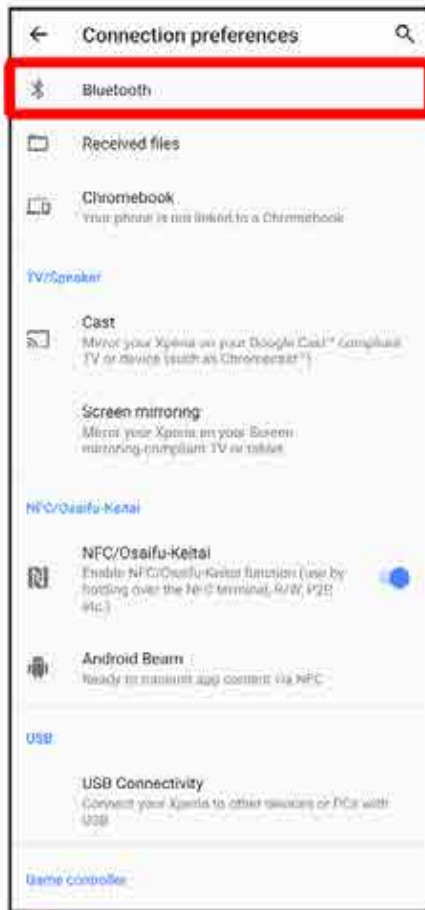 Connection preferences
Bluetooth
Received files
Chromebook
Your phone is not linked to a Chromebook
TV/Speaker
Cast
Mirror your Xperia on your Google Cast™ compliant
TV or device (such as Chromecast™)
Screen mirroring
Mirror your Xperia on your Screen
mirroring-compliant TV or tablet
NFC/Osaifu-Keitai
NFC/Osaifu-Keitai
Enable NFC/Osaifu-Keitai function (use by
holding over the NFC terminal, R/W, P2P,
etc.)
Android Beam
Ready to transmit app content via NFC
USB
USB Connectivity
Connect your Xperia to other devices or PCs with
USB
Game controller